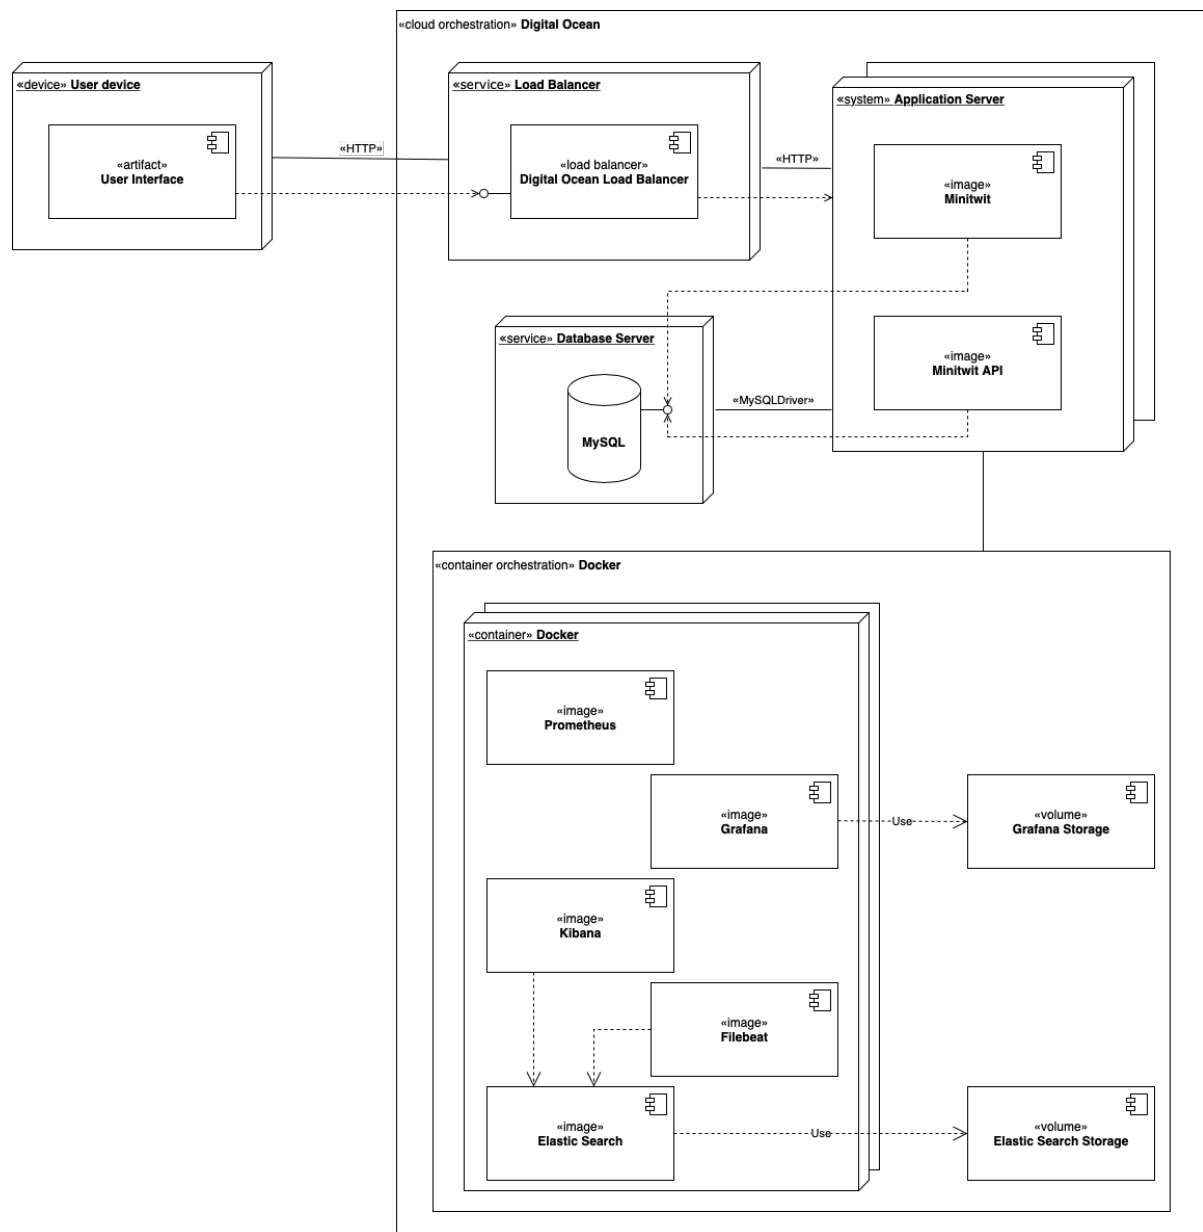 «cloud orchestration» Digital Ocean
«device» User device
«artifact»
User Interface
«HTTP»
«service» Load Balancer
«load balancer»
Digital Ocean Load Balancer
«HTTP»
«system» Application Server
«image»
Minitwit
«image»
Minitwit API
«service» Database Server
MySQL
«MySQLDriver»
«container orchestration» Docker
«container» Docker
«image»
Prometheus
«image»
Grafana
Use
«volume»
Grafana Storage
«image»
Kibana
«image»
Filebeat
«image»
Elastic Search
Use
«volume»
Elastic Search Storage